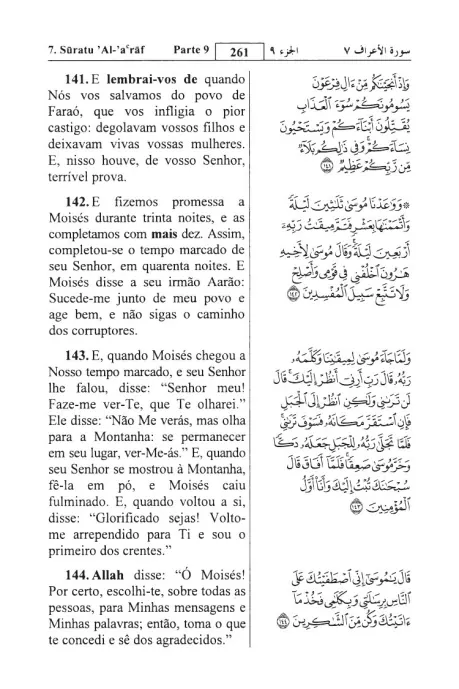 7. Sūratu 'Al-'aᶜrāf Parte 9 261 الجزء ٩ سورة الأعراف ٧
141. E lembrai-vos de quando
Nós vos salvamos do povo de
Faraó, que vos infligia o pior
castigo: degolavam vossos filhos e
deixavam vivas vossas mulheres.
E, nisso houve, de vosso Senhor,
terrível prova.
142. E fizemos promessa a
Moisés durante trinta noites, e as
completamos com mais dez. Assim,
completou-se o tempo marcado de
seu Senhor, em quarenta noites. E
Moisés disse a seu irmão Aarão:
Sucede-me junto de meu povo e
age bem, e não sigas o caminho
dos corruptores.
143. E, quando Moisés chegou a
Nosso tempo marcado, e seu Senhor
lhe falou, disse: “Senhor meu!
Faze-me ver-Te, que Te olharei.”
Ele disse: “Não Me verás, mas olha
para a Montanha: se permanecer
em seu lugar, ver-Me-ás.” E, quando
seu Senhor se mostrou à Montanha,
fê-la em pó, e Moisés caiu
fulminado. E, quando voltou a si,
disse: “Glorificado sejas! Volto-
me arrependido para Ti e sou o
primeiro dos crentes.”
144. Allah disse: “Ó Moisés!
Por certo, escolhi-te, sobre todas as
pessoas, para Minhas mensagens e
Minhas palavras; então, toma o que
te concedi e sê dos agradecidos.”
وَإِذْ أَنجَيْنَٰكُم مِّنْ ءَالِ فِرْعَوْنَ
يَسُومُونَكُمْ سُوٓءَ ٱلْعَذَابِ
يُقَتِّلُونَ أَبْنَآءَكُمْ وَيَسْتَحْيُونَ
نِسَآءَكُمْ وَفِى ذَٰلِكُم بَلَآءٌ
مِّن رَّبِّكُمْ عَظِيمٌ ١٤١
۞ وَوَٰعَدْنَا مُوسَىٰ ثَلَٰثِينَ لَيْلَةً
وَأَتْمَمْنَٰهَا بِعَشْرٍ فَتَمَّ مِيقَٰتُ رَبِّهِۦٓ
أَرْبَعِينَ لَيْلَةً وَقَالَ مُوسَىٰ لِأَخِيهِ
هَٰرُونَ ٱخْلُفْنِى فِى قَوْمِى وَأَصْلِحْ
وَلَا تَتَّبِعْ سَبِيلَ ٱلْمُفْسِدِينَ ١٤٢
وَلَمَّا جَآءَ مُوسَىٰ لِمِيقَٰتِنَا وَكَلَّمَهُۥ
رَبُّهُۥ قَالَ رَبِّ أَرِنِىٓ أَنظُرْ إِلَيْكَ قَالَ
لَن تَرَىٰنِى وَلَٰكِنِ ٱنظُرْ إِلَى ٱلْجَبَلِ
فَإِنِ ٱسْتَقَرَّ مَكَانَهُۥ فَسَوْفَ تَرَىٰنِى
فَلَمَّا تَجَلَّىٰ رَبُّهُۥ لِلْجَبَلِ جَعَلَهُۥ دَكًّا
وَخَرَّ مُوسَىٰ صَعِقًا فَلَمَّآ أَفَاقَ قَالَ
سُبْحَٰنَكَ تُبْتُ إِلَيْكَ وَأَنَا۠ أَوَّلُ
ٱلْمُؤْمِنِينَ ١٤٣
قَالَ يَٰمُوسَىٰٓ إِنِّى ٱصْطَفَيْتُكَ عَلَى
ٱلنَّاسِ بِرِسَٰلَٰتِى وَبِكَلَٰمِى فَخُذْ مَآ
ءَاتَيْتُكَ وَكُن مِّنَ ٱلشَّٰكِرِينَ ١٤٤